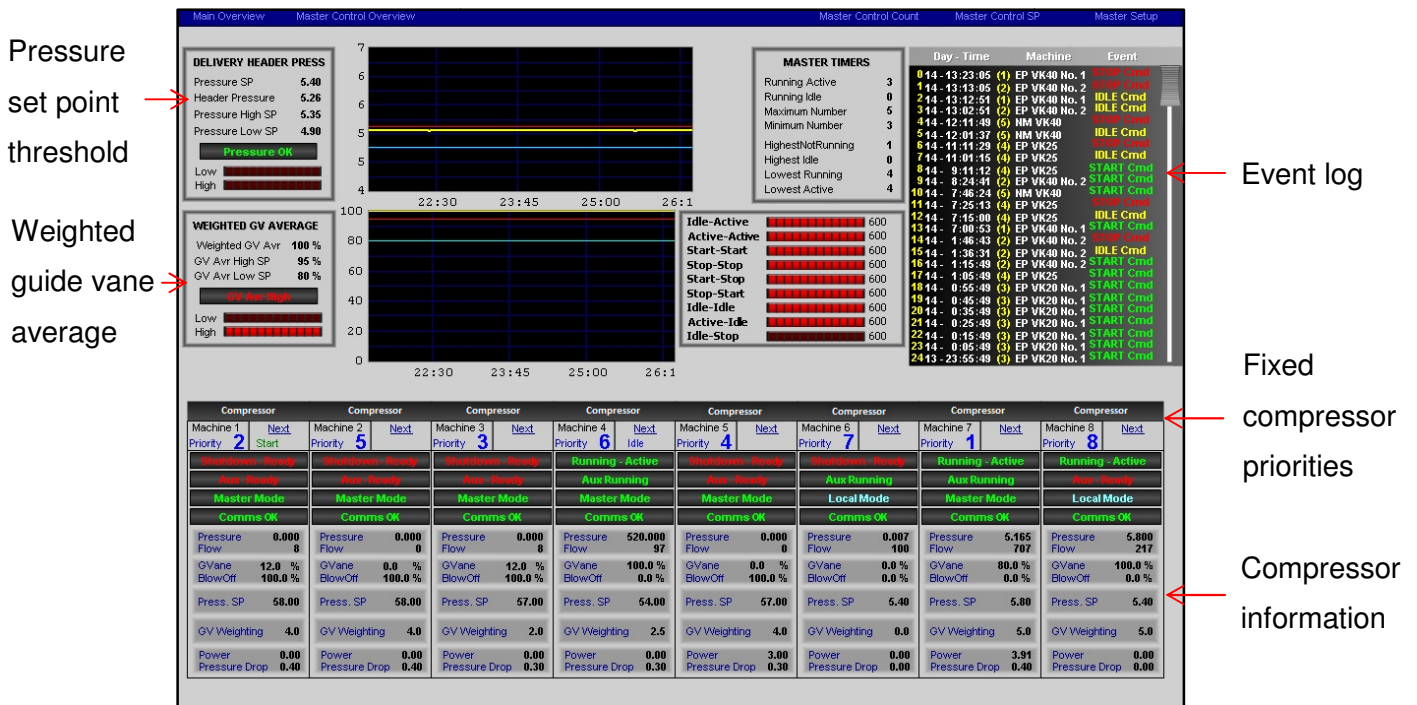 Main Overview Master Control Overview Master Control Count Master Control SP Master Setup
Pressure
set point
threshold
Weighted
guide vane
average
DELIVERY HEADER PRESS
Pressure SP 5.40
Header Pressure 5.26
Pressure High SP 5.35
Pressure Low SP 4.90
Pressure OK
Low
High
7
6
6
5
5
4
22:30 23:45 25:00 26:1
WEIGHTED GV AVERAGE
Weighted GV Avr 100 %
GV Avr High SP 95 %
GV Avr Low SP 80 %
GV Avr High
Low
High
100
80
60
40
20
0
22:30 23:45 25:00 26:1
MASTER TIMERS
Running Active 3
Running Idle 0
Maximum Number 5
Minimum Number 3
HighestNotRunning 1
Highest Idle 0
Lowest Running 4
Lowest Active 4
Idle-Active 600
Active-Active 600
Start-Start 600
Stop-Stop 600
Start-Stop 600
Stop-Start 600
Idle-Idle 600
Active-Idle 600
Idle-Stop 600
Day - Time Machine Event
0 14 - 13:23:05 (1) EP VK40 No. 1 STOP Cmd
1 14 - 13:13:05 (2) EP VK40 No. 2 STOP Cmd
2 14 - 13:12:51 (1) EP VK40 No. 1 IDLE Cmd
3 14 - 13:02:51 (2) EP VK40 No. 2 IDLE Cmd
4 14 - 12:11:49 (5) NM VK40 STOP Cmd
5 14 - 12:01:37 (5) NM VK40 IDLE Cmd
6 14 - 11:11:29 (4) EP VK25 STOP Cmd
7 14 - 11:01:15 (4) EP VK25 IDLE Cmd
8 14 - 9:11:12 (4) EP VK25 START Cmd
9 14 - 8:24:41 (2) EP VK40 No. 2 START Cmd
10 14 - 7:46:24 (5) NM VK40 START Cmd
11 14 - 7:25:13 (4) EP VK25 STOP Cmd
12 14 - 7:15:00 (4) EP VK25 IDLE Cmd
13 14 - 7:00:53 (1) EP VK40 No. 1 START Cmd
14 14 - 1:46:43 (2) EP VK40 No. 2 STOP Cmd
15 14 - 1:36:31 (2) EP VK40 No. 2 IDLE Cmd
16 14 - 1:15:49 (2) EP VK40 No. 2 START Cmd
17 14 - 1:05:49 (4) EP VK25 START Cmd
18 14 - 0:55:49 (3) EP VK20 No. 1 START Cmd
19 14 - 0:45:49 (3) EP VK20 No. 1 START Cmd
20 14 - 0:35:49 (3) EP VK20 No. 1 START Cmd
21 14 - 0:25:49 (3) EP VK20 No. 1 START Cmd
22 14 - 0:15:49 (3) EP VK20 No. 1 START Cmd
23 14 - 0:05:49 (3) EP VK20 No. 1 START Cmd
24 13 - 23:55:49 (3) EP VK20 No. 1 START Cmd
Event log
Fixed
compressor
priorities
Compressor
information
Compressor Compressor Compressor Compressor Compressor Compressor Compressor Compressor
Machine 1 Next Machine 2 Next Machine 3 Next Machine 4 Next Machine 5 Next Machine 6 Next Machine 7 Next Machine 8 Next
Priority 2 Start Priority 5 Priority 3 Priority 6 Idle Priority 4 Priority 7 Priority 1 Priority 8
Shutdown - Ready Shutdown - Ready Shutdown - Ready Running - Active Shutdown - Ready Shutdown - Ready Running - Active Running - Active
Aux - Ready Aux - Ready Aux - Ready Aux Running Aux - Ready Aux Running Aux Running Aux - Ready
Master Mode Master Mode Master Mode Master Mode Master Mode Local Mode Master Mode Local Mode
Comms OK Comms OK Comms OK Comms OK Comms OK Comms OK Comms OK Comms OK
Pressure 0.000 Pressure 0.000 Pressure 0.000 Pressure 520.000 Pressure 0.000 Pressure 0.007 Pressure 5.165 Pressure 5.800
Flow 8 Flow 0 Flow 8 Flow 97 Flow 0 Flow 100 Flow 707 Flow 217
GVane 12.0 % GVane 0.0 % GVane 12.0 % GVane 100.0 % GVane 0.0 % GVane 0.0 % GVane 80.0 % GVane 100.0 %
BlowOff 100.0 % BlowOff 100.0 % BlowOff 100.0 % BlowOff 0.0 % BlowOff 100.0 % BlowOff 0.0 % BlowOff 0.0 % BlowOff 0.0 %
Press. SP 58.00 Press. SP 58.00 Press. SP 57.00 Press. SP 54.00 Press. SP 57.00 Press. SP 5.40 Press. SP 5.80 Press. SP 5.40
GV Weighting 4.0 GV Weighting 4.0 GV Weighting 2.0 GV Weighting 2.5 GV Weighting 4.0 GV Weighting 0.0 GV Weighting 5.0 GV Weighting 5.0
Power 0.00 Power 0.00 Power 0.00 Power 0.00 Power 3.00 Power 0.00 Power 3.91 Power 0.00
Pressure Drop 0.40 Pressure Drop 0.40 Pressure Drop 0.30 Pressure Drop 0.30 Pressure Drop 0.30 Pressure Drop 0.00 Pressure Drop 0.40 Pressure Drop 0.00